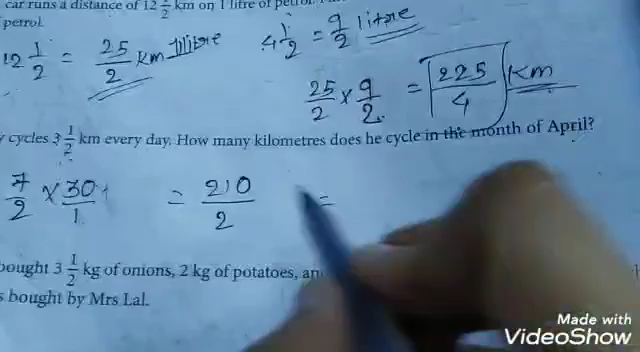 car runs a distance of 12 1/2 km on 1 litre of petrol.
petrol.
12 1/2 = 25/2 km 1 litre 4 1/2 = 9/2 litre
25/2 × 9/2 = 225/4 km
cycles 3 1/2 km every day. How many kilometres does he cycle in the month of April?
7/2 × 30/1 = 210/2 =
bought 3 1/2 kg of onions, 2 kg of potatoes,
bought by Mrs Lal.
Made with
VideoShow